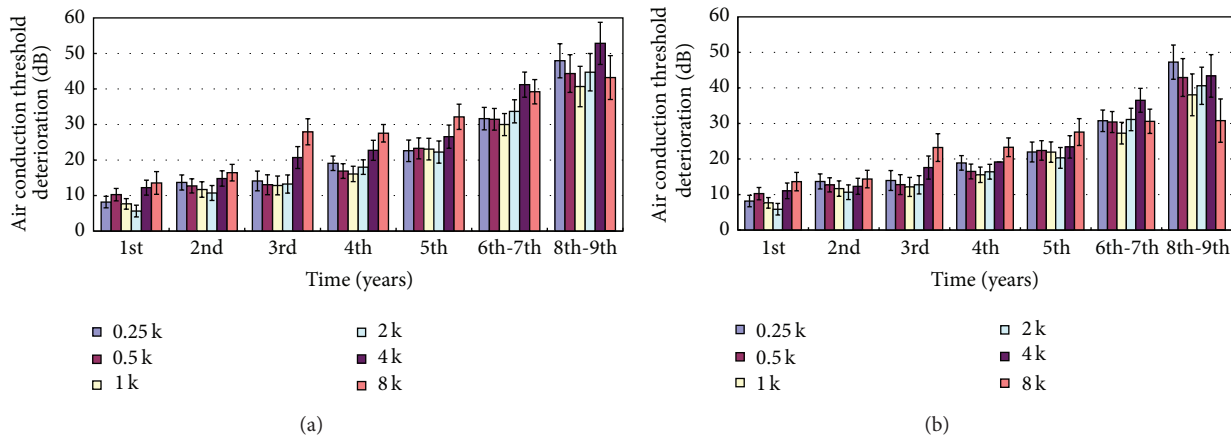 Air conduction threshold
deterioration (dB)
60
50
40
30
20
10
0
1st 2nd 3rd 4th 5th 6th-7th 8th-9th
Time (years)
0.25 k
0.5 k
1 k
2 k
4 k
8 k
(a)
Air conduction threshold
deterioration (dB)
60
50
40
30
20
10
0
1st 2nd 3rd 4th 5th 6th-7th 8th-9th
Time (years)
0.25 k
0.5 k
1 k
2 k
4 k
8 k
(b)